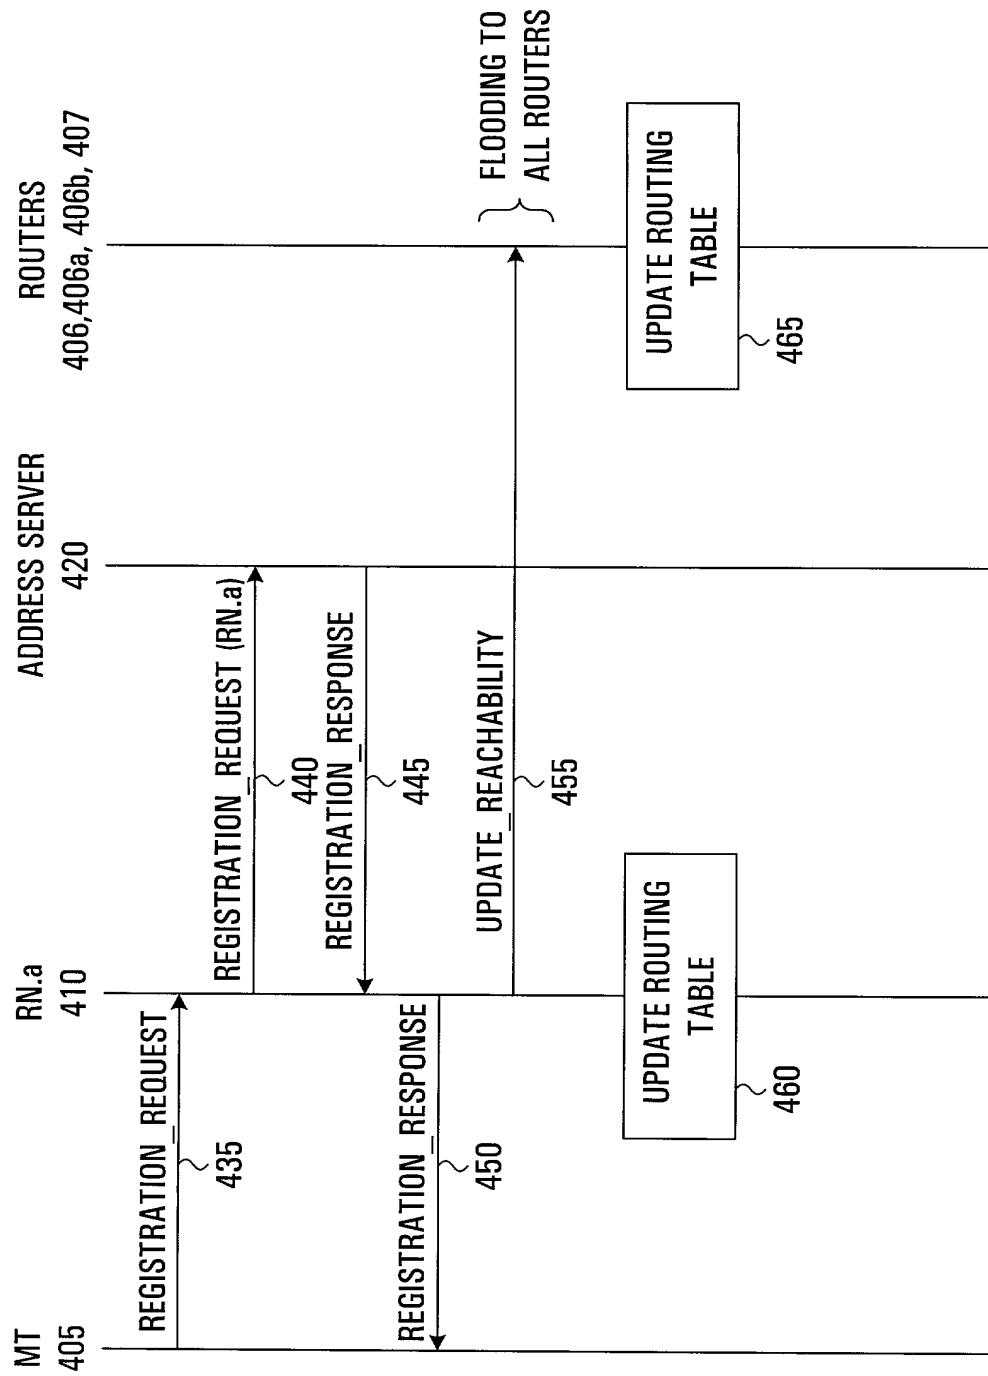 MT
405
RN.a
410
ADDRESS SERVER
420
ROUTERS
406,406a, 406b, 407
REGISTRATION_REQUEST
435
REGISTRATION_REQUEST (RN.a)
440
REGISTRATION_RESPONSE
445
REGISTRATION_RESPONSE
450
UPDATE_REACHABILITY
455
FLOODING TO
ALL ROUTERS
UPDATE ROUTING
TABLE
460
UPDATE ROUTING
TABLE
465